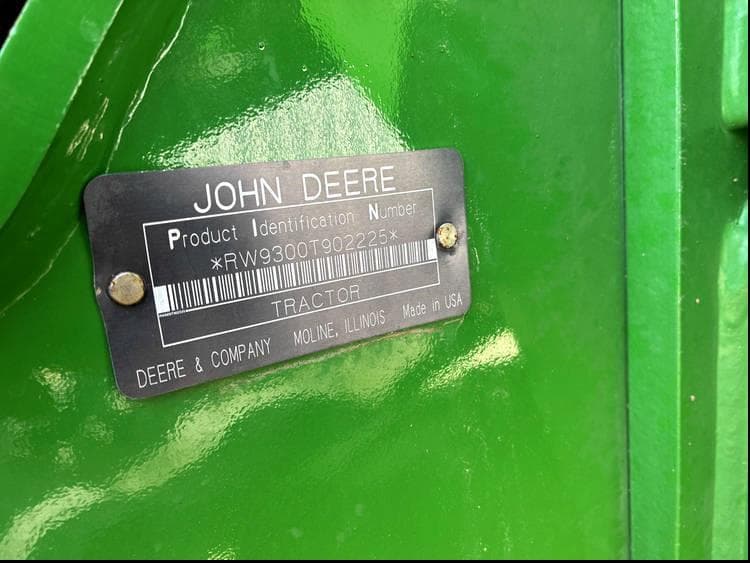 JOHN DEERE
Product Identification Number
*RW9300T902225*
TRACTOR
DEERE & COMPANY MOLINE, ILLINOIS Made in USA